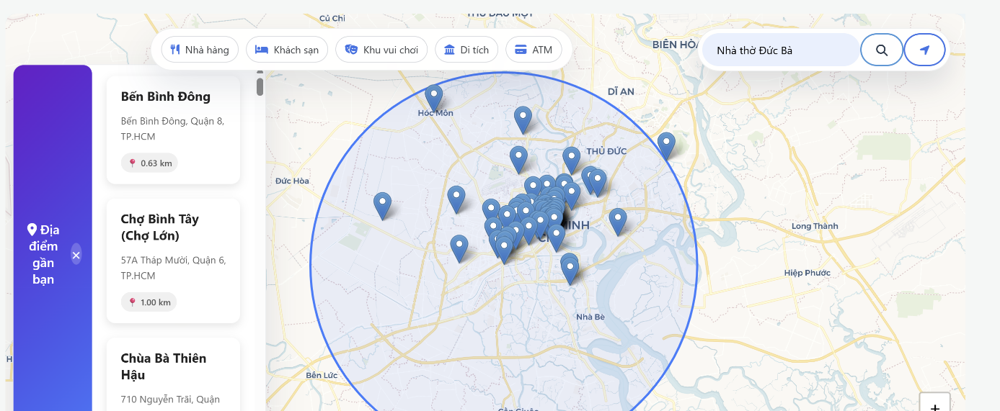 Củ Chi
THỦ DẦU MỘT
Nhà hàng
Khách sạn
Khu vui chơi
Di tích
ATM
BIÊN HÒA
Nhà thờ Đức Bà
Địa
điểm
gần
bạn
Bến Bình Đông
Bến Bình Đông, Quận 8,
TP.HCM
0.63 km
Chợ Bình Tây
(Chợ Lớn)
57A Tháp Mười, Quận 6,
TP.HCM
1.00 km
Chùa Bà Thiên
Hậu
710 Nguyễn Trãi, Quận
Hóc Môn
DĨ AN
THỦ ĐỨC
Đức Hòa
INH
Long Thành
Hiệp Phước
Nhà Bè
Bến Lức
Cần Giuộc
H
+